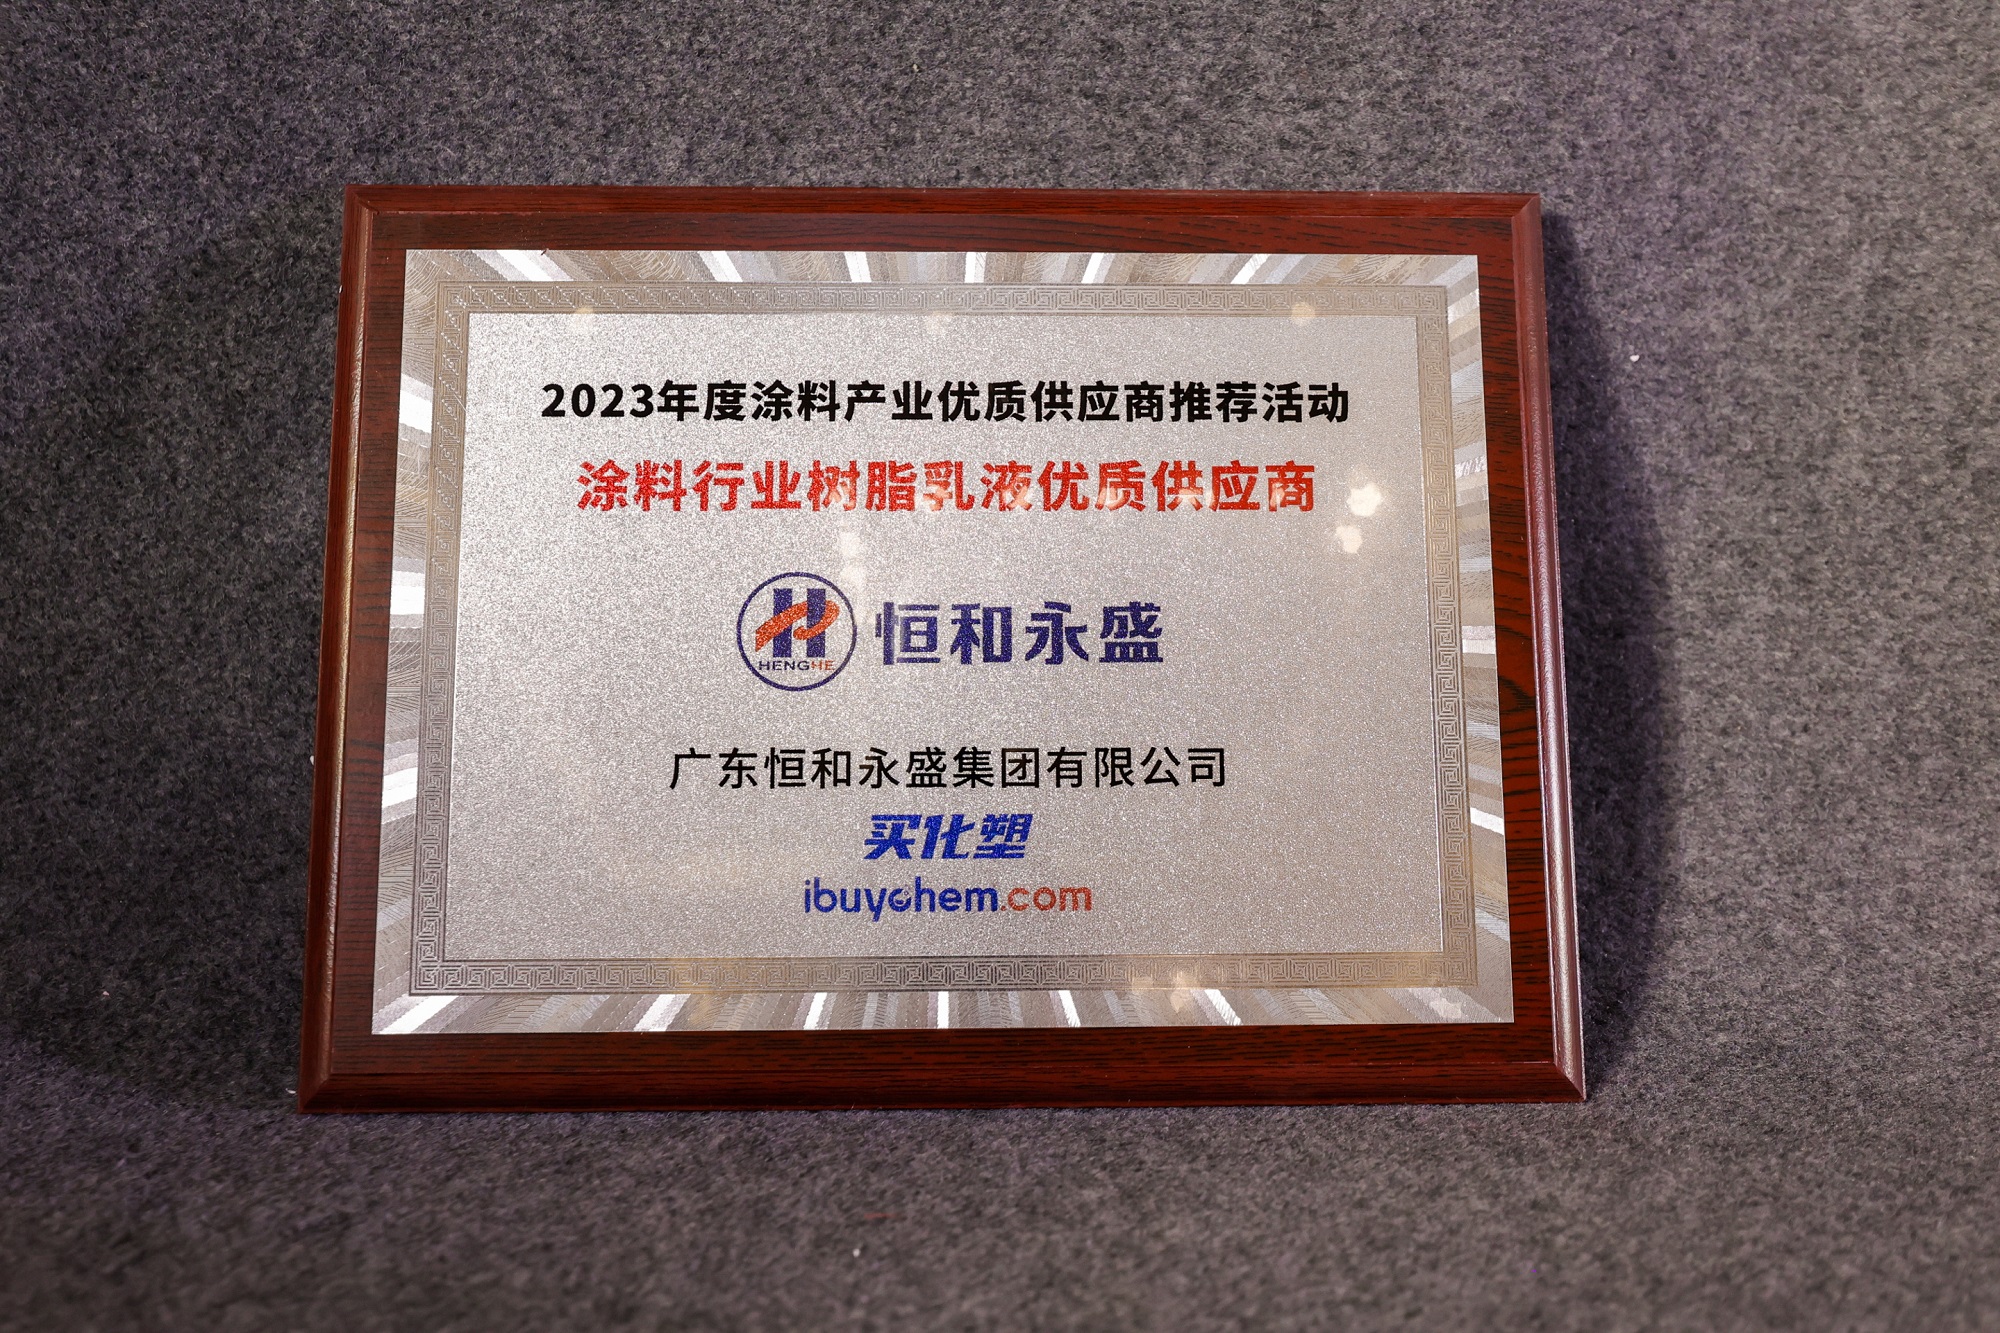 2023年度涂料产业优质供应商推荐活动
涂料行业树脂乳液优质供应商
HENGHE 恒和永盛
广东恒和永盛集团有限公司
买化塑
ibuychem.com